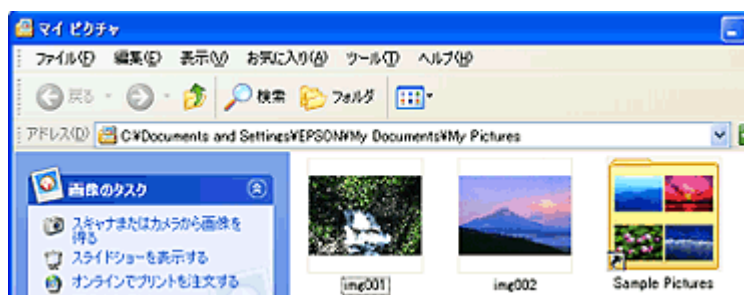 マイ ピクチャ
ファイル(F) 編集(E) 表示(V) お気に入り(A) ツール(T) ヘルプ(H)
戻る 検索 フォルダ
アドレス(D) C:¥Documents and Settings¥EPSON¥My Documents¥My Pictures
画像のタスク
スキャナまたはカメラから画像を
得る
スライドショーを表示する
オンラインでプリントを注文する
img001 img002 Sample Pictures